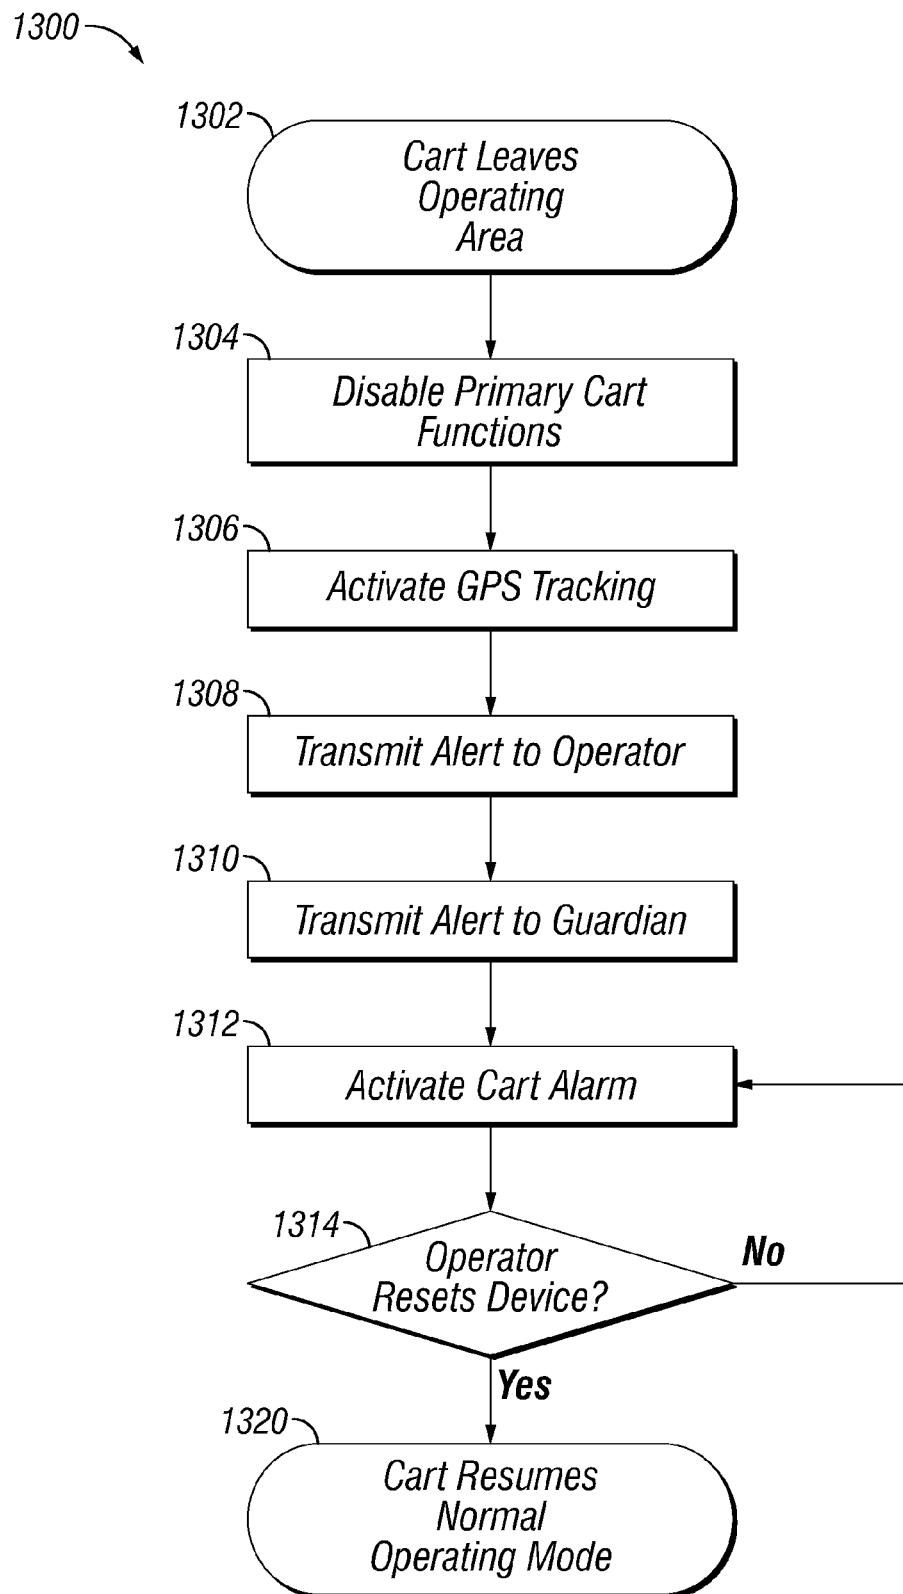 1300
1302
Cart Leaves
Operating
Area
1304
Disable Primary Cart
Functions
1306
Activate GPS Tracking
1308
Transmit Alert to Operator
1310
Transmit Alert to Guardian
1312
Activate Cart Alarm
1314
Operator
Resets Device?
No
Yes
1320
Cart Resumes
Normal
Operating Mode